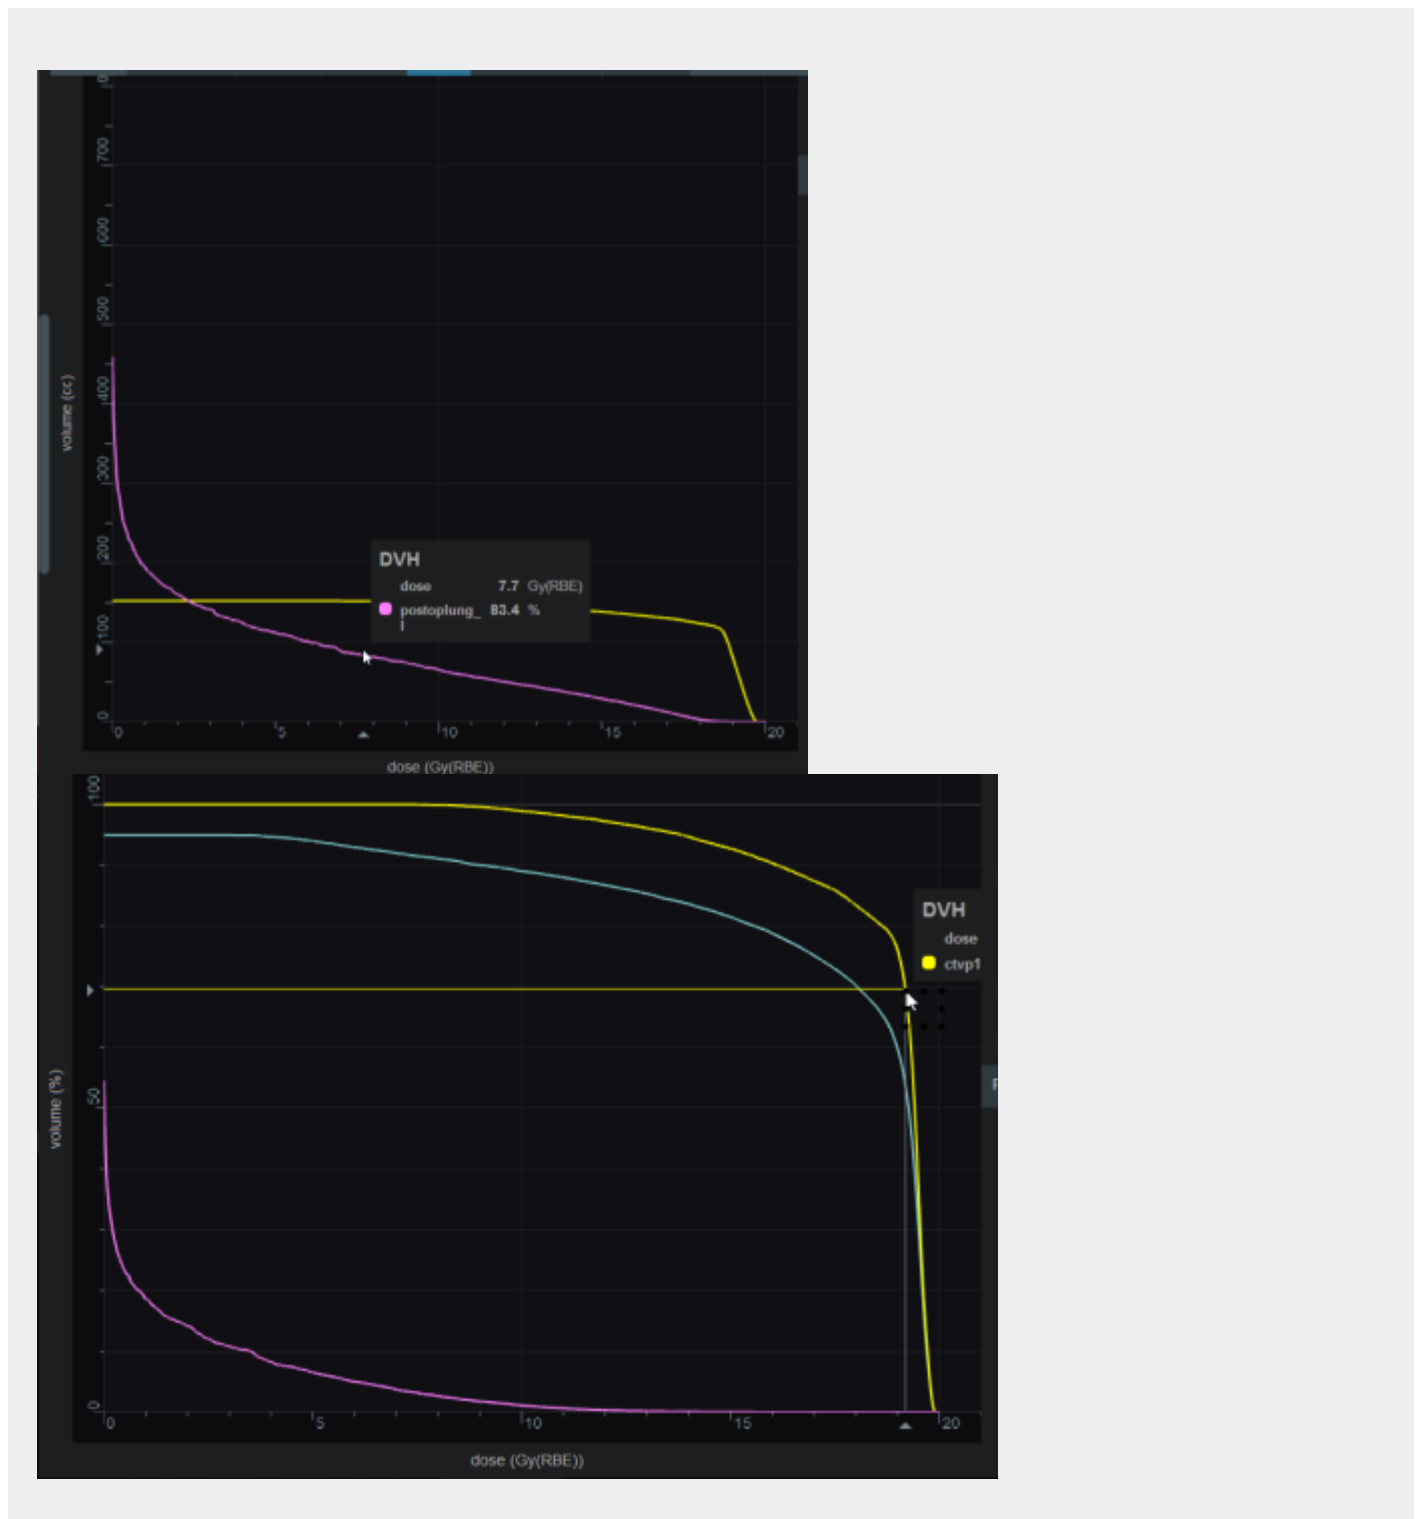 700
600
500
400
300
200
100
0
volume (cc)
DVH
dose 7.7 Gy(RBE)
postoplung_ 83.4 %
l
0 5 10 15 20
dose (Gy(RBE))
100
50
0
volume (%)
DVH
dose
ctvp1
0 5 10 15 20
dose (Gy(RBE))